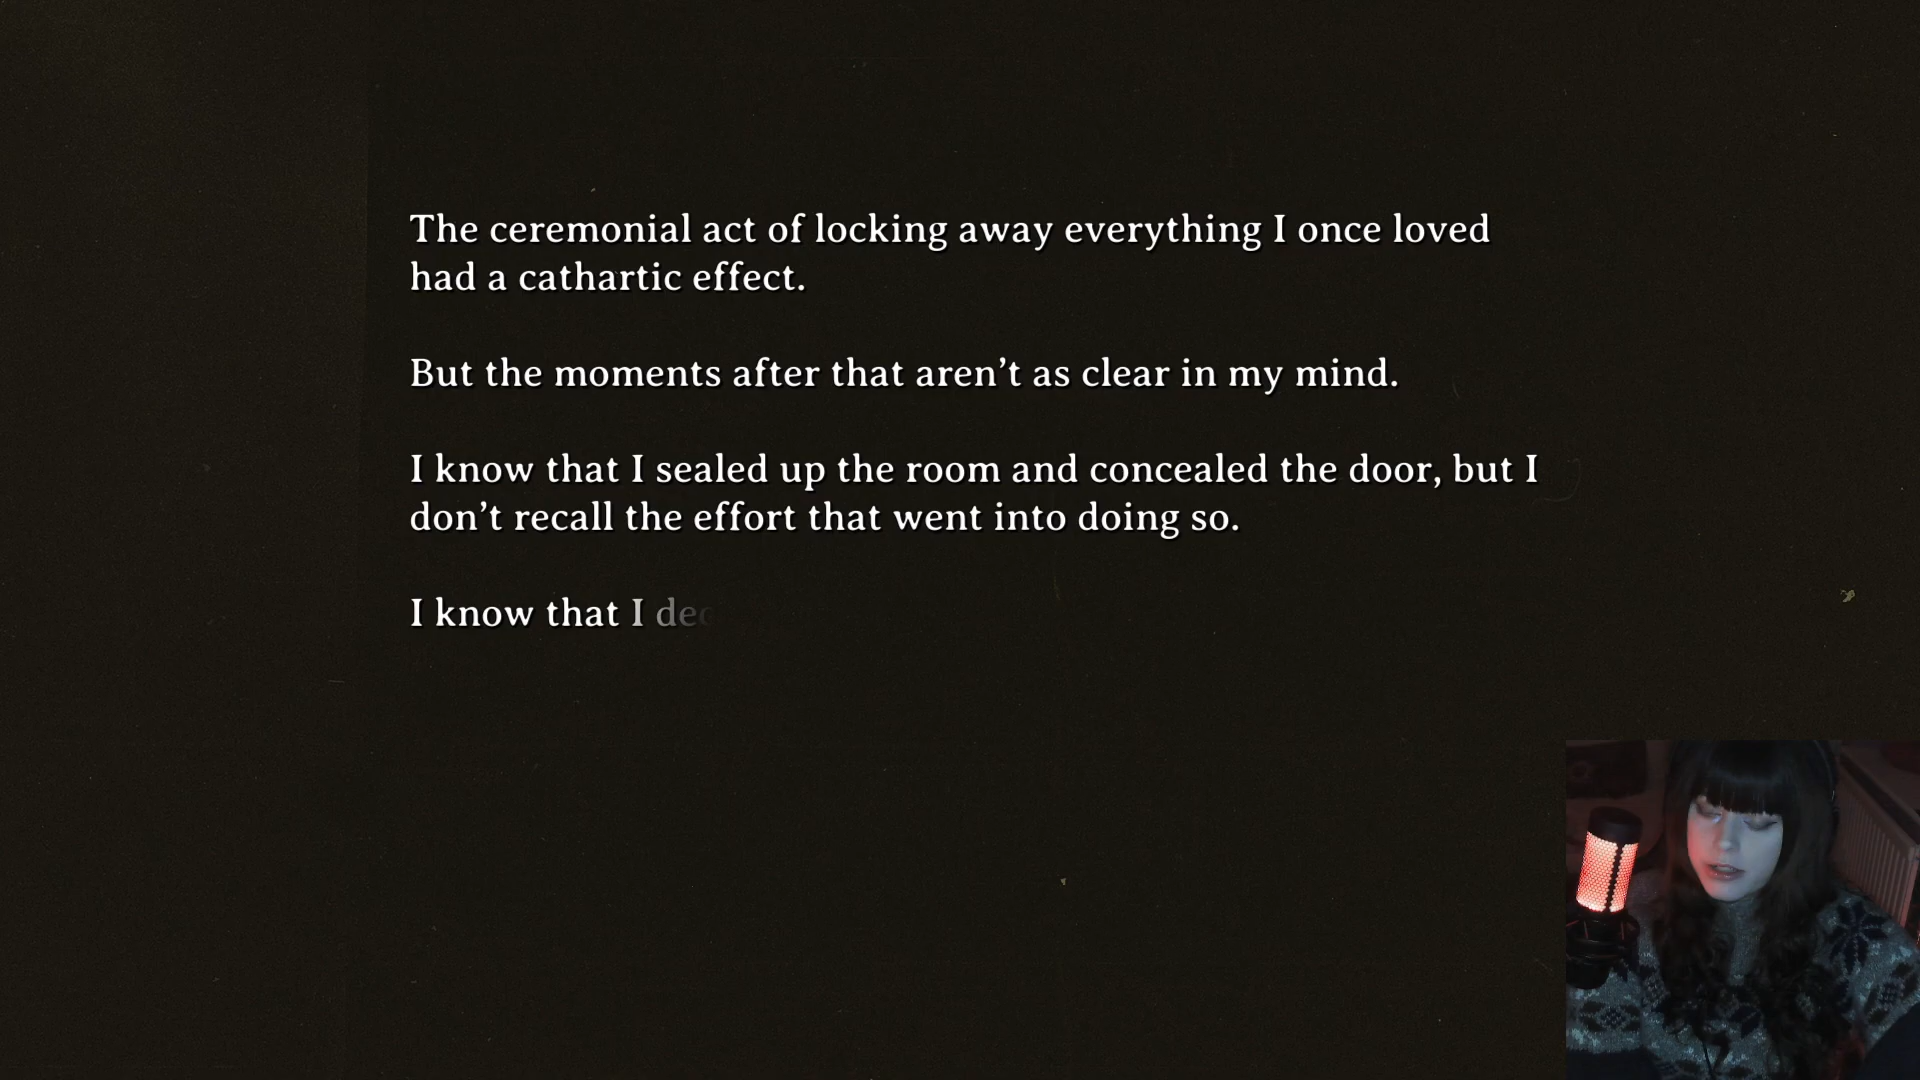 The ceremonial act of locking away everything I once loved
had a cathartic effect.
But the moments after that aren’t as clear in my mind.
I know that I sealed up the room and concealed the door, but I
don’t recall the effort that went into doing so.
I know that I